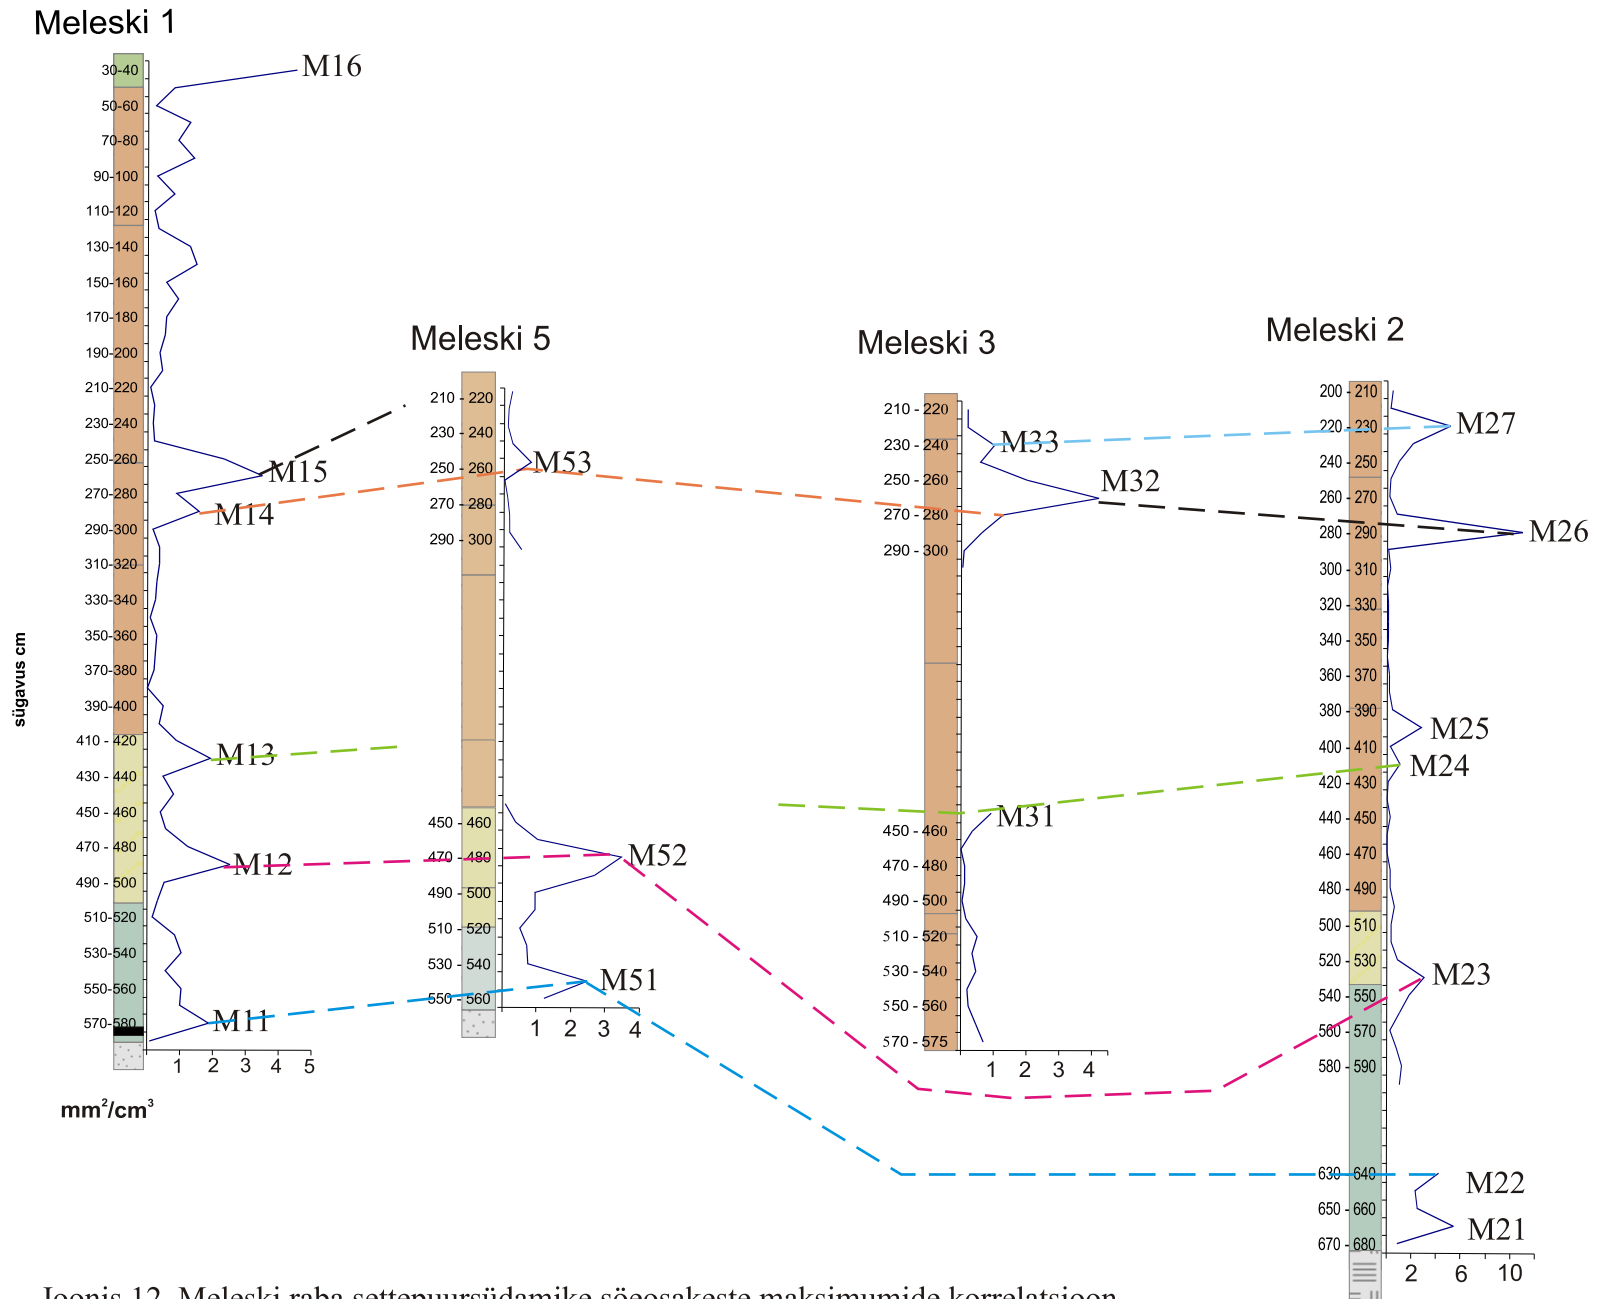 Meleski 1
M16
30-40
50-60
70-80
90-100
110-120
130-140
150-160
170-180
190-200
210-220
230-240
250-260
270-280
290-300
310-320
330-340
350-360
370-380
390-400
410 - 420
430 - 440
450 - 460
470 - 480
490 - 500
510-520
530-540
550-560
570-580
M15
M14
M13
M12
M11
1 2 3 4 5
mm²/cm³
sügavus cm
Meleski 5
210 - 220
230 - 240
250 - 260
270 - 280
290 - 300
450 - 460
470 - 480
490 - 500
510 - 520
530 - 540
550 - 560
M53
M52
M51
1 2 3 4
Meleski 3
210 - 220
230 - 240
250 - 260
270 - 280
290 - 300
450 - 460
470 - 480
490 - 500
510 - 520
530 - 540
550 - 560
570 - 575
M33
M32
M31
1 2 3 4
Meleski 2
200 - 210
220 - 230
240 - 250
260 - 270
280 - 290
300 - 310
320 - 330
340 - 350
360 - 370
380 - 390
400 - 410
420 - 430
440 - 450
460 - 470
480 - 490
500 - 510
520 - 530
540 - 550
560 - 570
580 - 590
630 - 640
650 - 660
670 - 680
M27
M26
M25
M24
M23
M22
M21
2 6 10
Joonis 12. Meleski raba settepuursüdamike söeosakeste maksimumide korrelatsioon